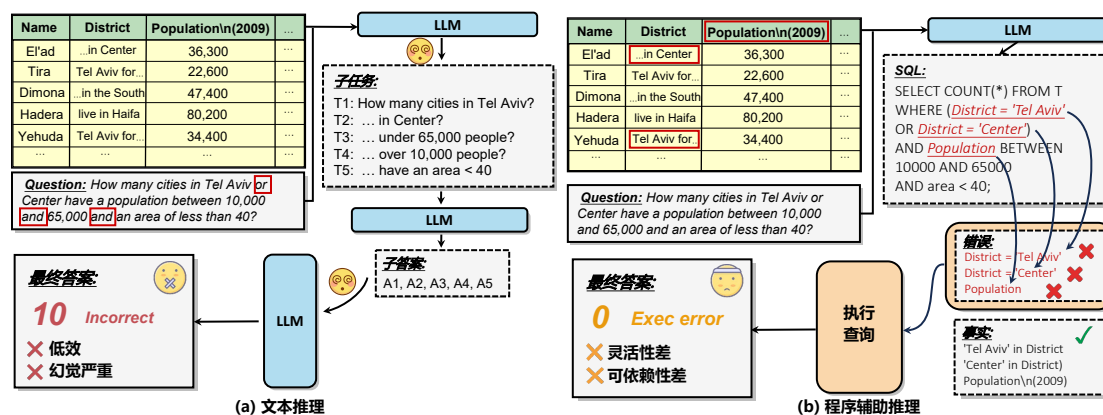 Name District Population\n(2009) ...
El'ad ...in Center 36,300 ...
Tira Tel Aviv for... 22,600 ...
Dimona ...in the South 47,400 ...
Hadera live in Haifa 80,200 ...
Yehuda Tel Aviv for... 34,400 ...
... ... ... ...
Question: How many cities in Tel Aviv or
Center have a population between 10,000
and 65,000 and an area of less than 40?
LLM
子任务:
T1: How many cities in Tel Aviv?
T2: ... in Center?
T3: ... under 65,000 people?
T4: ... over 10,000 people?
T5: ... have an area < 40
LLM
子答案:
A1, A2, A3, A4, A5
LLM
最终答案:
10 Incorrect
低效
幻觉严重
(a) 文本推理
Name District Population\n(2009) ...
El'ad ...in Center 36,300 ...
Tira Tel Aviv for... 22,600 ...
Dimona ...in the South 47,400 ...
Hadera live in Haifa 80,200 ...
Yehuda Tel Aviv for... 34,400 ...
... ... ... ...
Question: How many cities in Tel Aviv or
Center have a population between 10,000
and 65,000 and an area of less than 40?
LLM
SQL:
SELECT COUNT(*) FROM T
WHERE (District = 'Tel Aviv'
OR District = 'Center')
AND Population BETWEEN
10000 AND 65000
AND area < 40;
错误:
District = 'Tel Aviv'
District = 'Center'
Population
事实:
'Tel Aviv' in District
'Center' in District)
Population\n(2009)
执行
查询
最终答案:
0 Exec error
灵活性差
可依赖性差
(b) 程序辅助推理